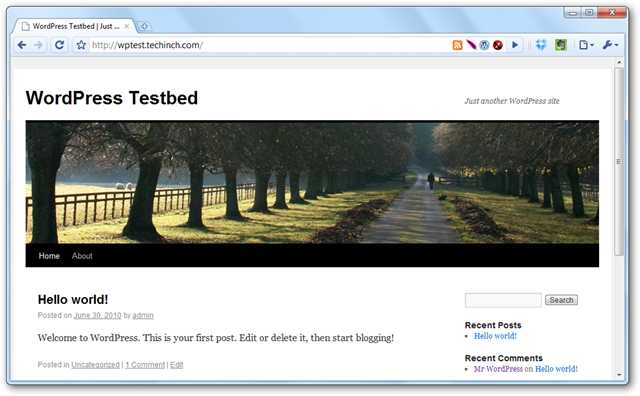 WordPress Testbed | Just ...
http://wptest.techinch.com/
WordPress Testbed
Just another WordPress site
Home About
Hello world!
Posted on June 30, 2010 by admin
Welcome to WordPress. This is your first post. Edit or delete it, then start blogging!
Posted in Uncategorized | 1 Comment | Edit
Search
Recent Posts
Hello world!
Recent Comments
Mr WordPress on Hello world!